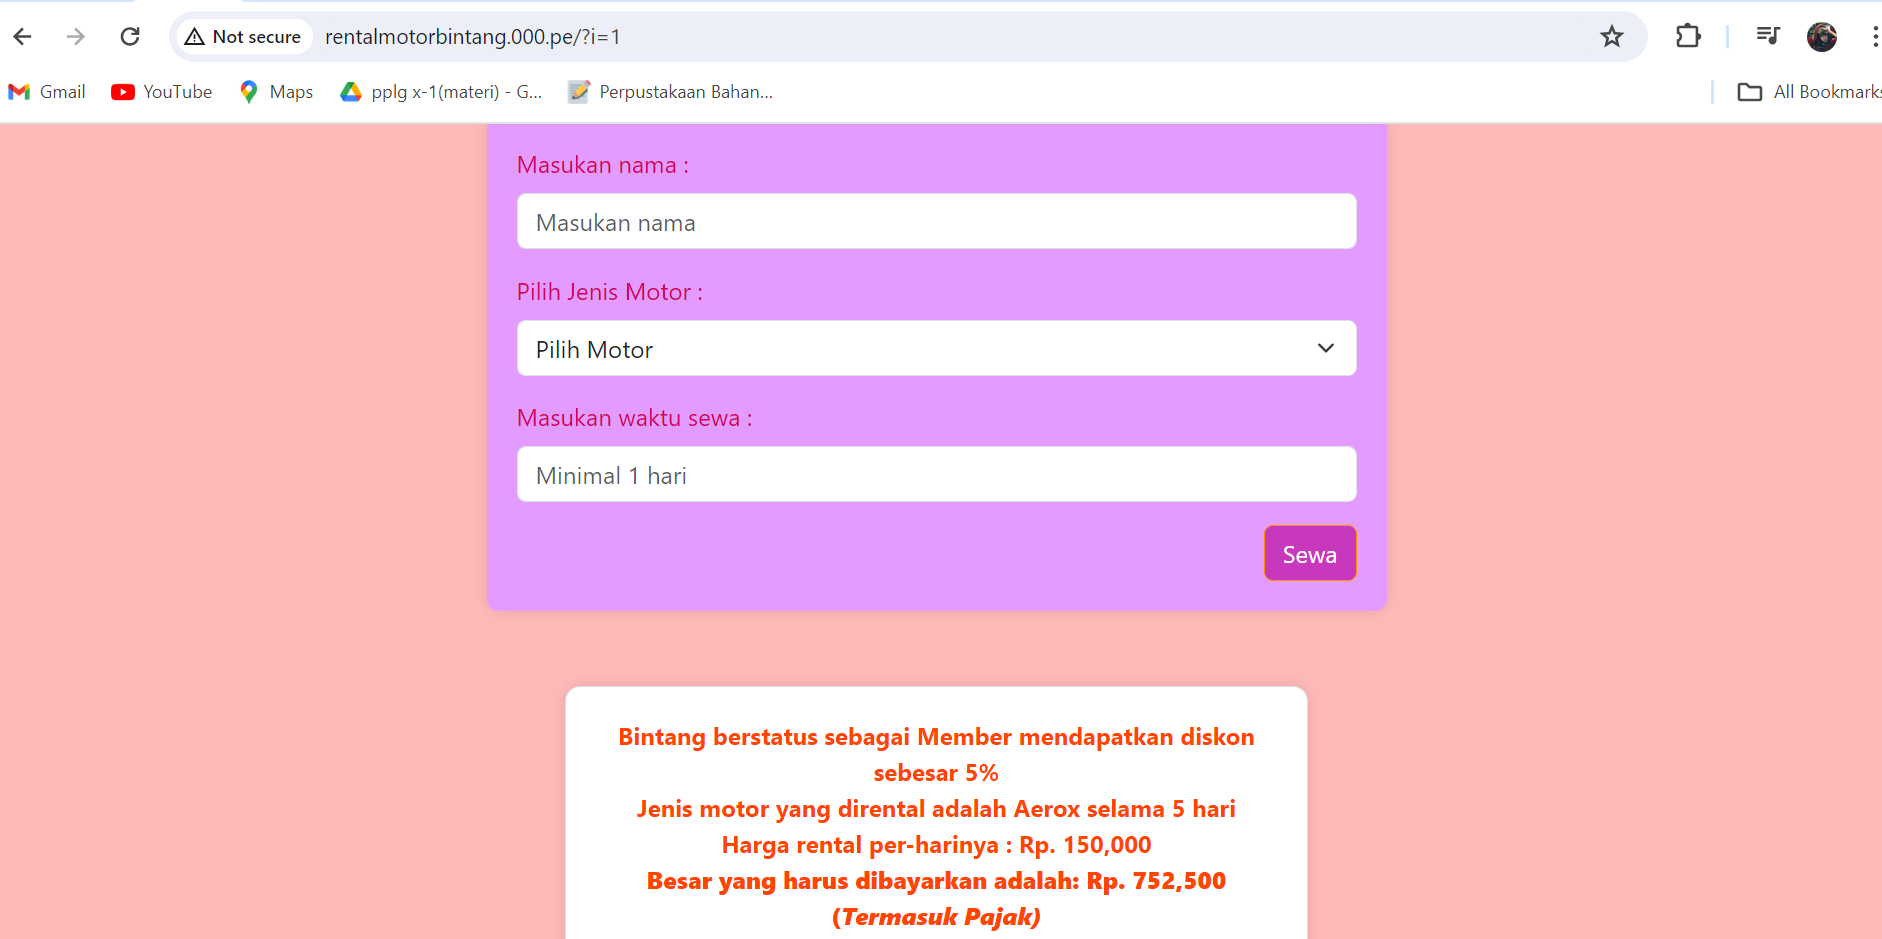 Not secure rentalmotorbintang.000.pe/?i=1
Gmail YouTube Maps pplg x-1(materi) - G... Perpustakaan Bahan... All Bookmarks
Masukan nama :
Masukan nama
Pilih Jenis Motor :
Pilih Motor
Masukan waktu sewa :
Minimal 1 hari
Sewa
Bintang berstatus sebagai Member mendapatkan diskon
sebesar 5%
Jenis motor yang dirental adalah Aerox selama 5 hari
Harga rental per-harinya : Rp. 150,000
Besar yang harus dibayarkan adalah: Rp. 752,500
(Termasuk Pajak)